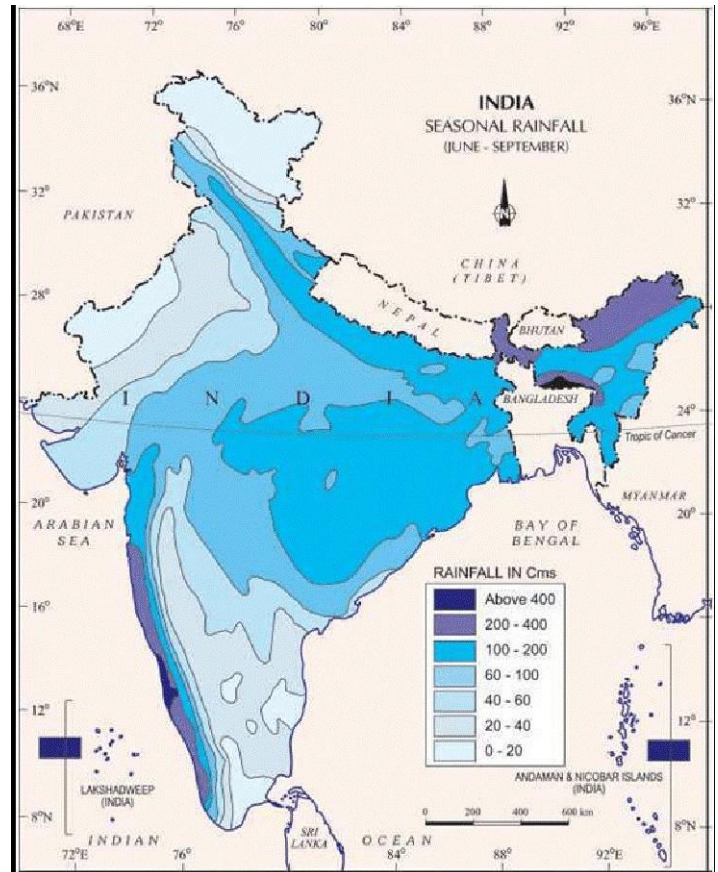 68°E 72° 76° 80° 84° 88° 92° 96°E
INDIA
SEASONAL RAINFALL
(JUNE - SEPTEMBER)
N
36°N 36°N
32° 32°
PAKISTAN
CHINA
(TIBET)
28° 28°
NEPAL
BHUTAN
INDIA
BANGLADESH
24° 24°
Tropic of Cancer
MYANMAR
20° 20°
ARABIAN
SEA
BAY OF
BENGAL
RAINFALL IN Cms
Above 400
200 - 400
100 - 200
60 - 100
40 - 60
20 - 40
0 - 20
16°
12° 12°
LAKSHADWEEP
(INDIA)
ANDAMAN & NICOBAR ISLANDS
(INDIA)
0 200 400 600 km
8°N 8°N
INDIAN OCEAN
SRI
LANKA
72°E 76° 84° 88° 92°E